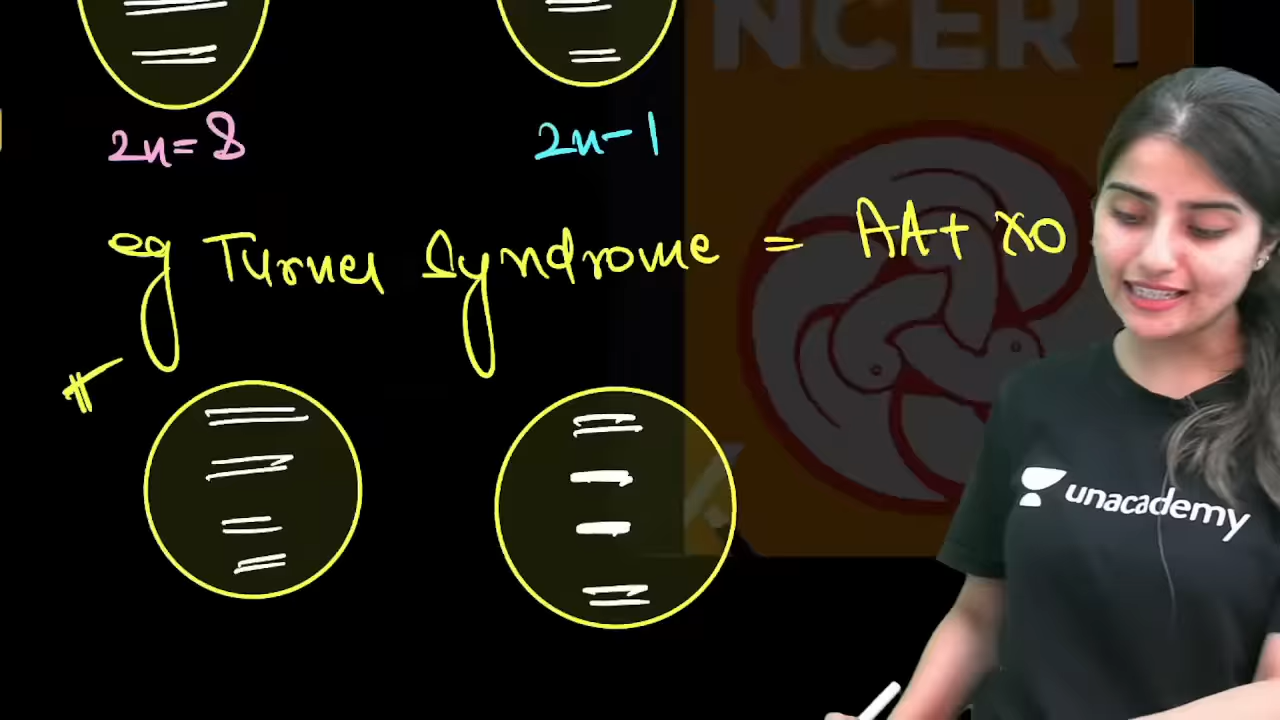 NCERT
2n=8 2n-1
eg Turner Syndrome = AA+ XO
unacademy